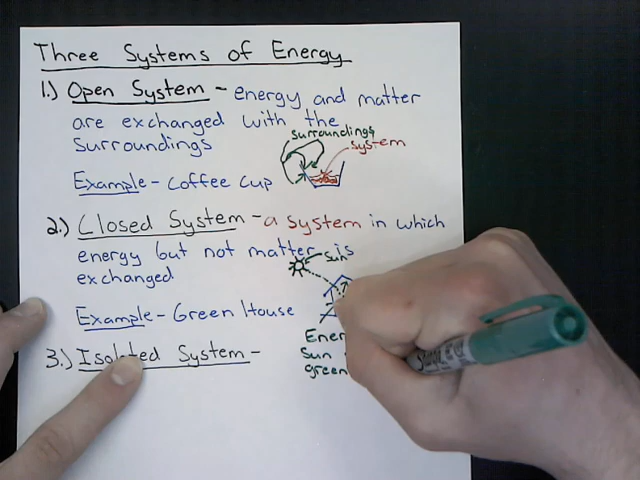 Three Systems of Energy
1.) Open System - energy and matter
are exchanged with the
surroundings
surroundings
system
Example - Coffee Cup
2.) Closed System - a system in which
energy but not matter is
exchanged
sun
Example - Green House
3.) Isolated System -
Sun
green